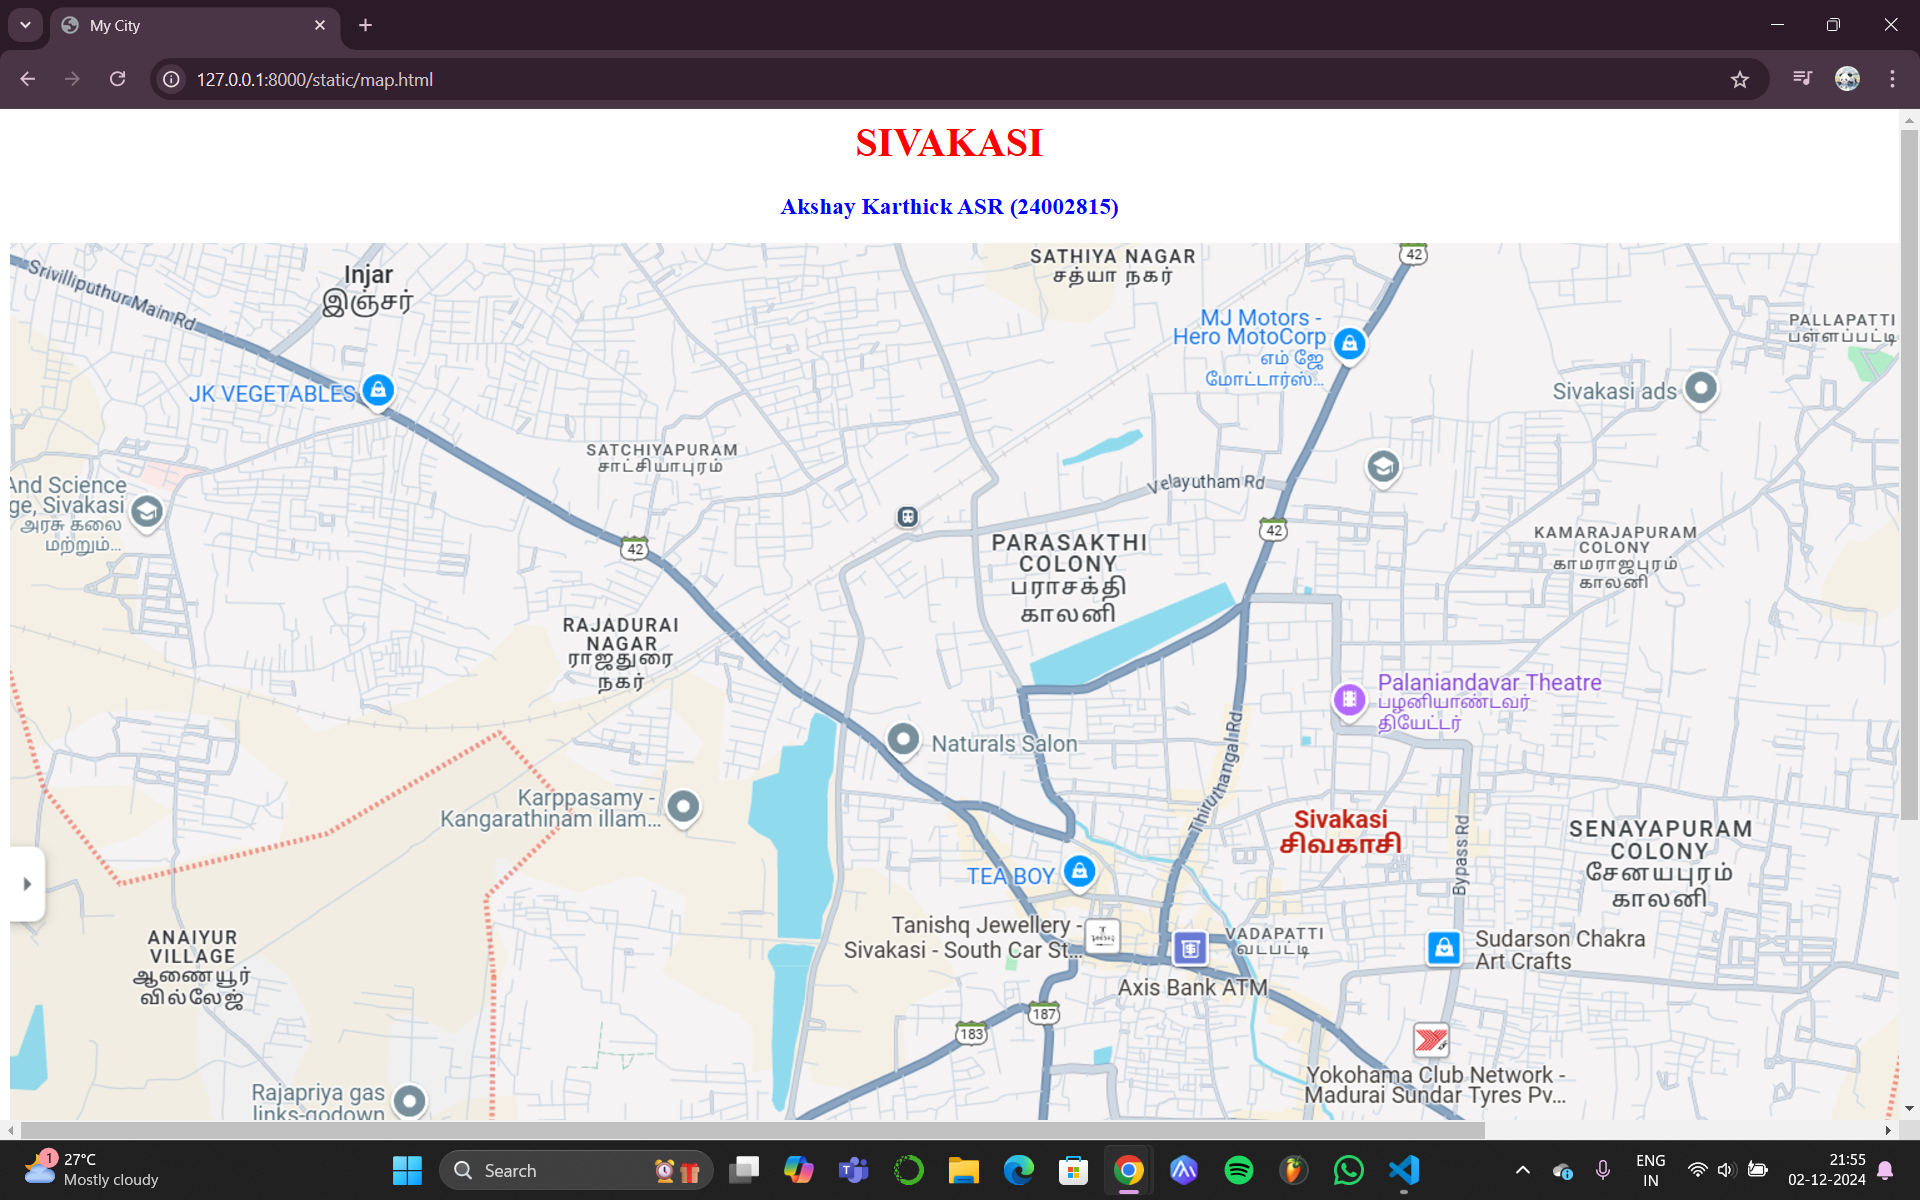 My City
127.0.0.1:8000/static/map.html
SIVAKASI
Akshay Karthick ASR (24002815)
Srivilliputhur Main Rd
Injar
இஞ்சர்
SATHIYA NAGAR
சத்யா நகர்
42
MJ Motors -
Hero MotoCorp
எம் ஜே
மோட்டார்ஸ்...
PALLAPATTI
பள்ளப்பட்டி
JK VEGETABLES
Sivakasi ads
SATCHIYAPURAM
சாட்சியாபுரம்
And Science
ge, Sivakasi
அரசு கலை
மற்றும்...
Velayutham Rd
42
42
PARASAKTHI
COLONY
பராசக்தி
காலனி
KAMARAJAPURAM
COLONY
காமராஜபுரம்
காலனி
RAJADURAI
NAGAR
ராஜதுரை
நகர்
Palaniandavar Theatre
பழனியாண்டவர்
தியேட்டர்
Naturals Salon
Thiruthangal Rd
Karppasamy -
Kangarathinam illam...
Sivakasi
சிவகாசி
Bypass Rd
SENAYAPURAM
COLONY
சேனயபுரம்
காலனி
TEA BOY
Tanishq Jewellery -
Sivakasi - South Car St...
VADAPATTI
வடபட்டி
Sudarson Chakra
Art Crafts
ANAIYUR
VILLAGE
ஆணையூர்
வில்லேஜ்
Axis Bank ATM
187
183
Yokohama Club Network -
Madurai Sundar Tyres Pv...
Rajapriya gas
links-godown
1
27°C
Mostly cloudy
Search
ENG
IN
21:55
02-12-2024